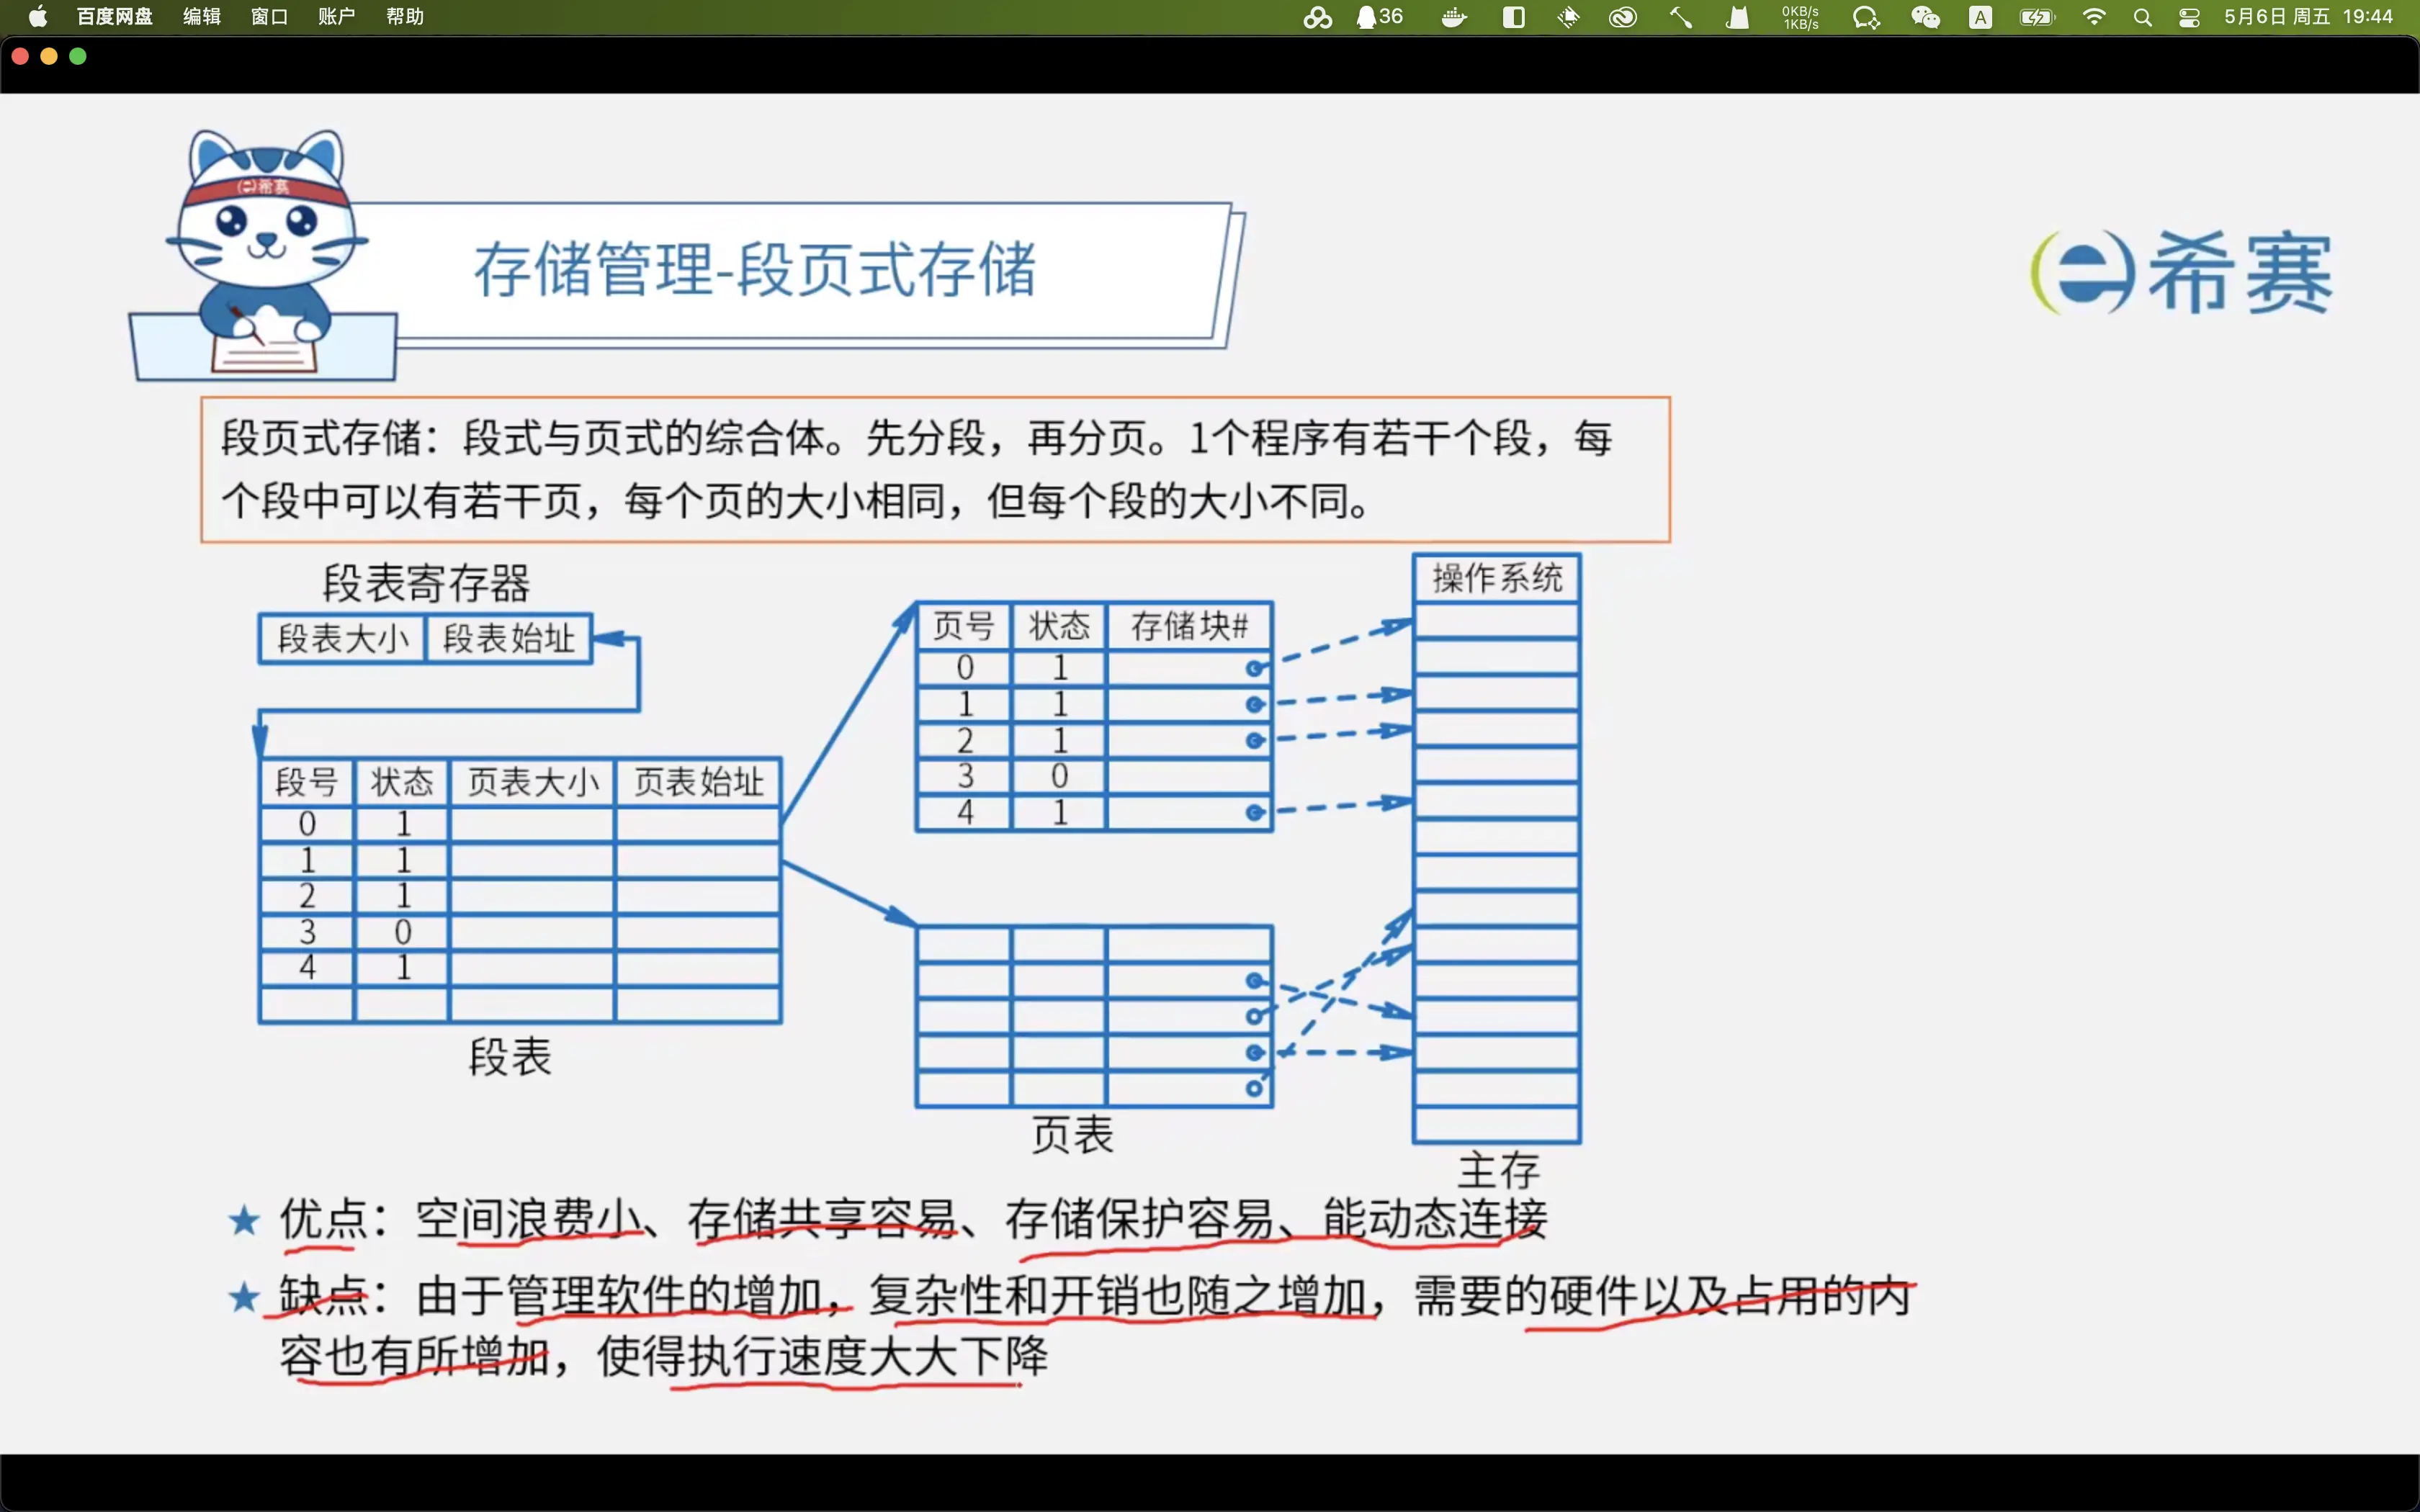 百度网盘 编辑 窗口 账户 帮助 36 0KB/s 1KB/s A 5月6日 周五 19:44
希赛
存储管理-段页式存储
希赛
段页式存储：段式与页式的综合体。先分段，再分页。1个程序有若干个段，每
个段中可以有若干页，每个页的大小相同，但每个段的大小不同。
段表寄存器
段表大小 段表始址
段号 状态 页表大小 页表始址
0 1
1 1
2 1
3 0
4 1
段表
页号 状态 存储块#
0 1
1 1
2 1
3 0
4 1
页表
操作系统
主存
★ 优点：空间浪费小、存储共享容易、存储保护容易、能动态连接
★ 缺点：由于管理软件的增加，复杂性和开销也随之增加，需要的硬件以及占用的内
容也有所增加，使得执行速度大大下降